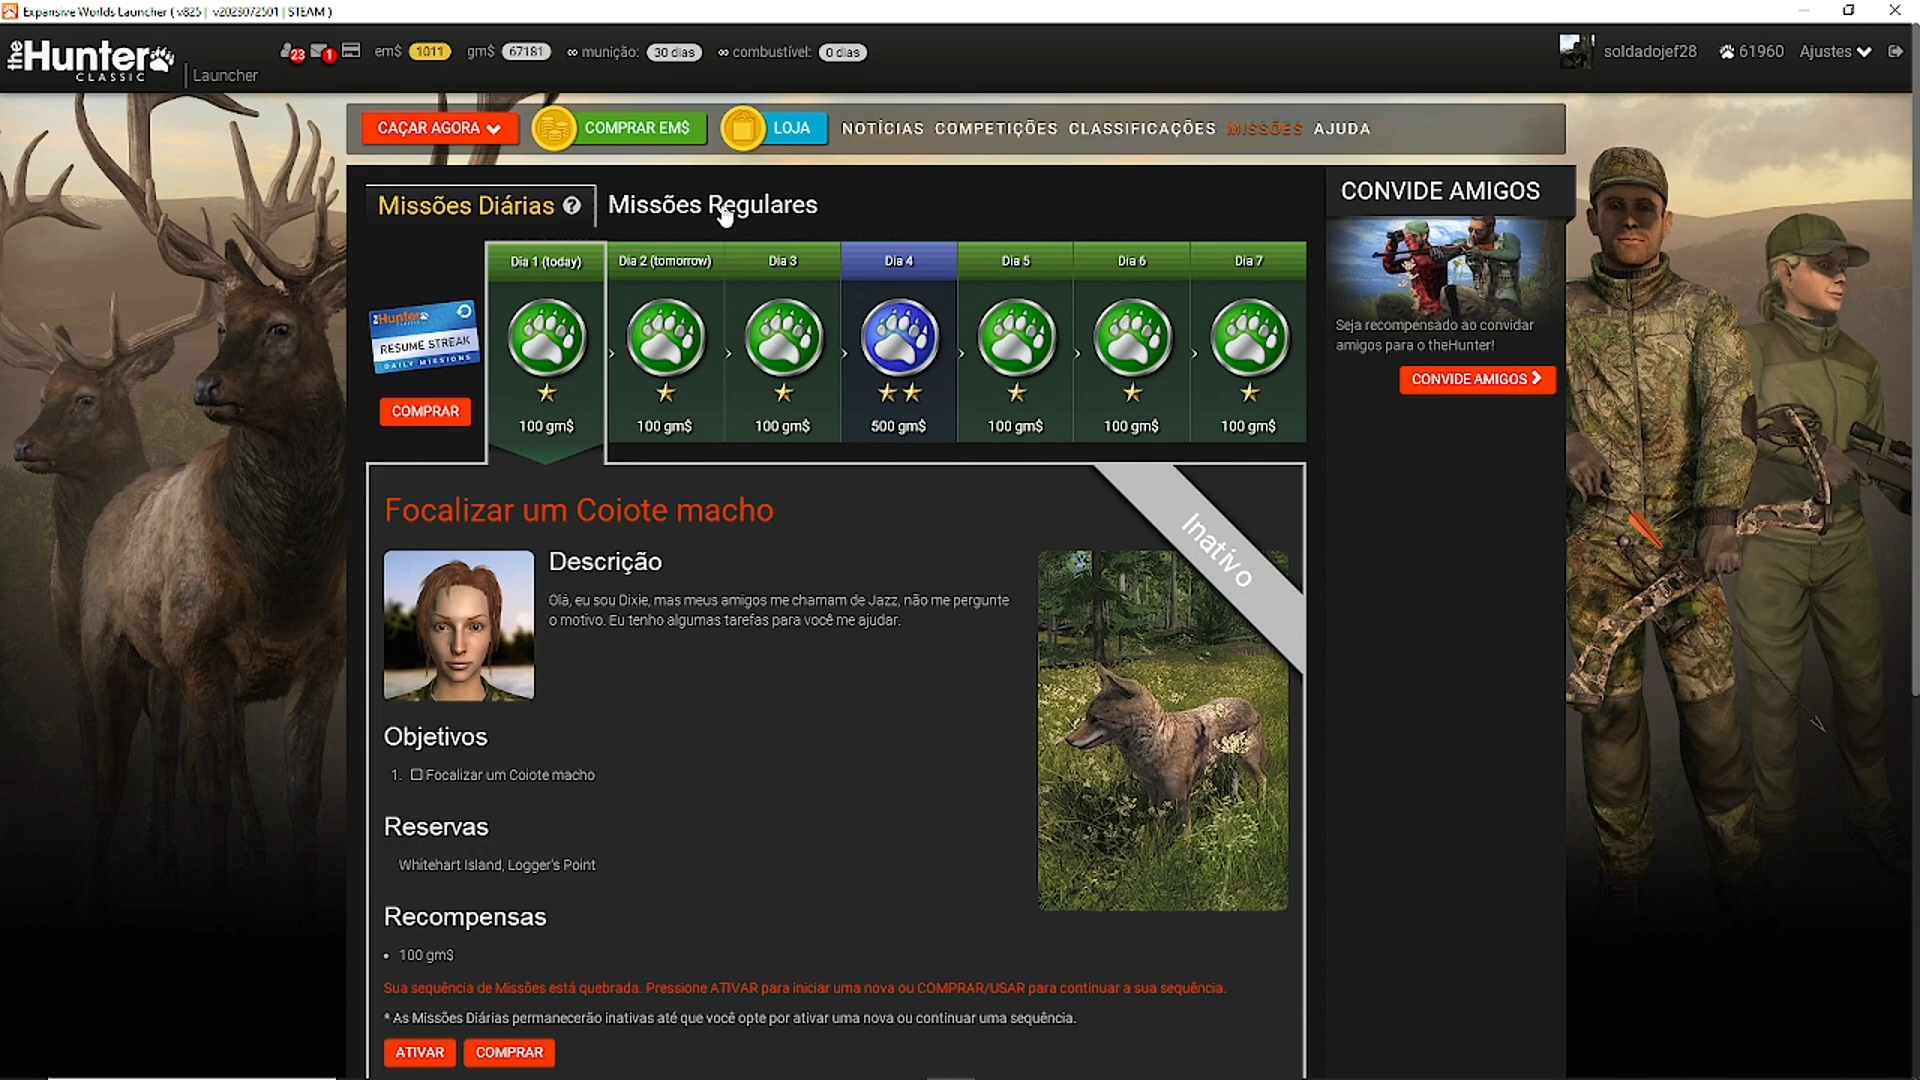 Expansive Worlds Launcher ( v825 | v2023072501 | STEAM )
theHunter
CLASSIC
Launcher
23
1
em$ 1011 gm$ 67181 ∞ munição: 30 dias ∞ combustível: 0 dias
soldadojef28 61960 Ajustes
CAÇAR AGORA COMPRAR EM$ LOJA NOTÍCIAS COMPETIÇÕES CLASSIFICAÇÕES MISSÕES AJUDA
Missões Diárias ? Missões Regulares
CONVIDE AMIGOS
Dia 1 (today) Dia 2 (tomorrow) Dia 3 Dia 4 Dia 5 Dia 6 Dia 7
theHunter
CLASSIC
RESUME STREAK
DAILY MISSIONS
COMPRAR
100 gm$ 100 gm$ 100 gm$ 500 gm$ 100 gm$ 100 gm$ 100 gm$
Seja recompensado ao convidar
amigos para o theHunter!
CONVIDE AMIGOS
Focalizar um Coiote macho
Inativo
Descrição
Olá, eu sou Dixie, mas meus amigos me chamam de Jazz, não me pergunte
o motivo. Eu tenho algumas tarefas para você me ajudar.
Objetivos
1. Focalizar um Coiote macho
Reservas
Whitehart Island, Logger's Point
Recompensas
• 100 gm$
Sua sequência de Missões está quebrada. Pressione ATIVAR para iniciar uma nova ou COMPRAR/USAR para continuar a sua sequência.
* As Missões Diárias permanecerão inativas até que você opte por ativar uma nova ou continuar uma sequência.
ATIVAR COMPRAR